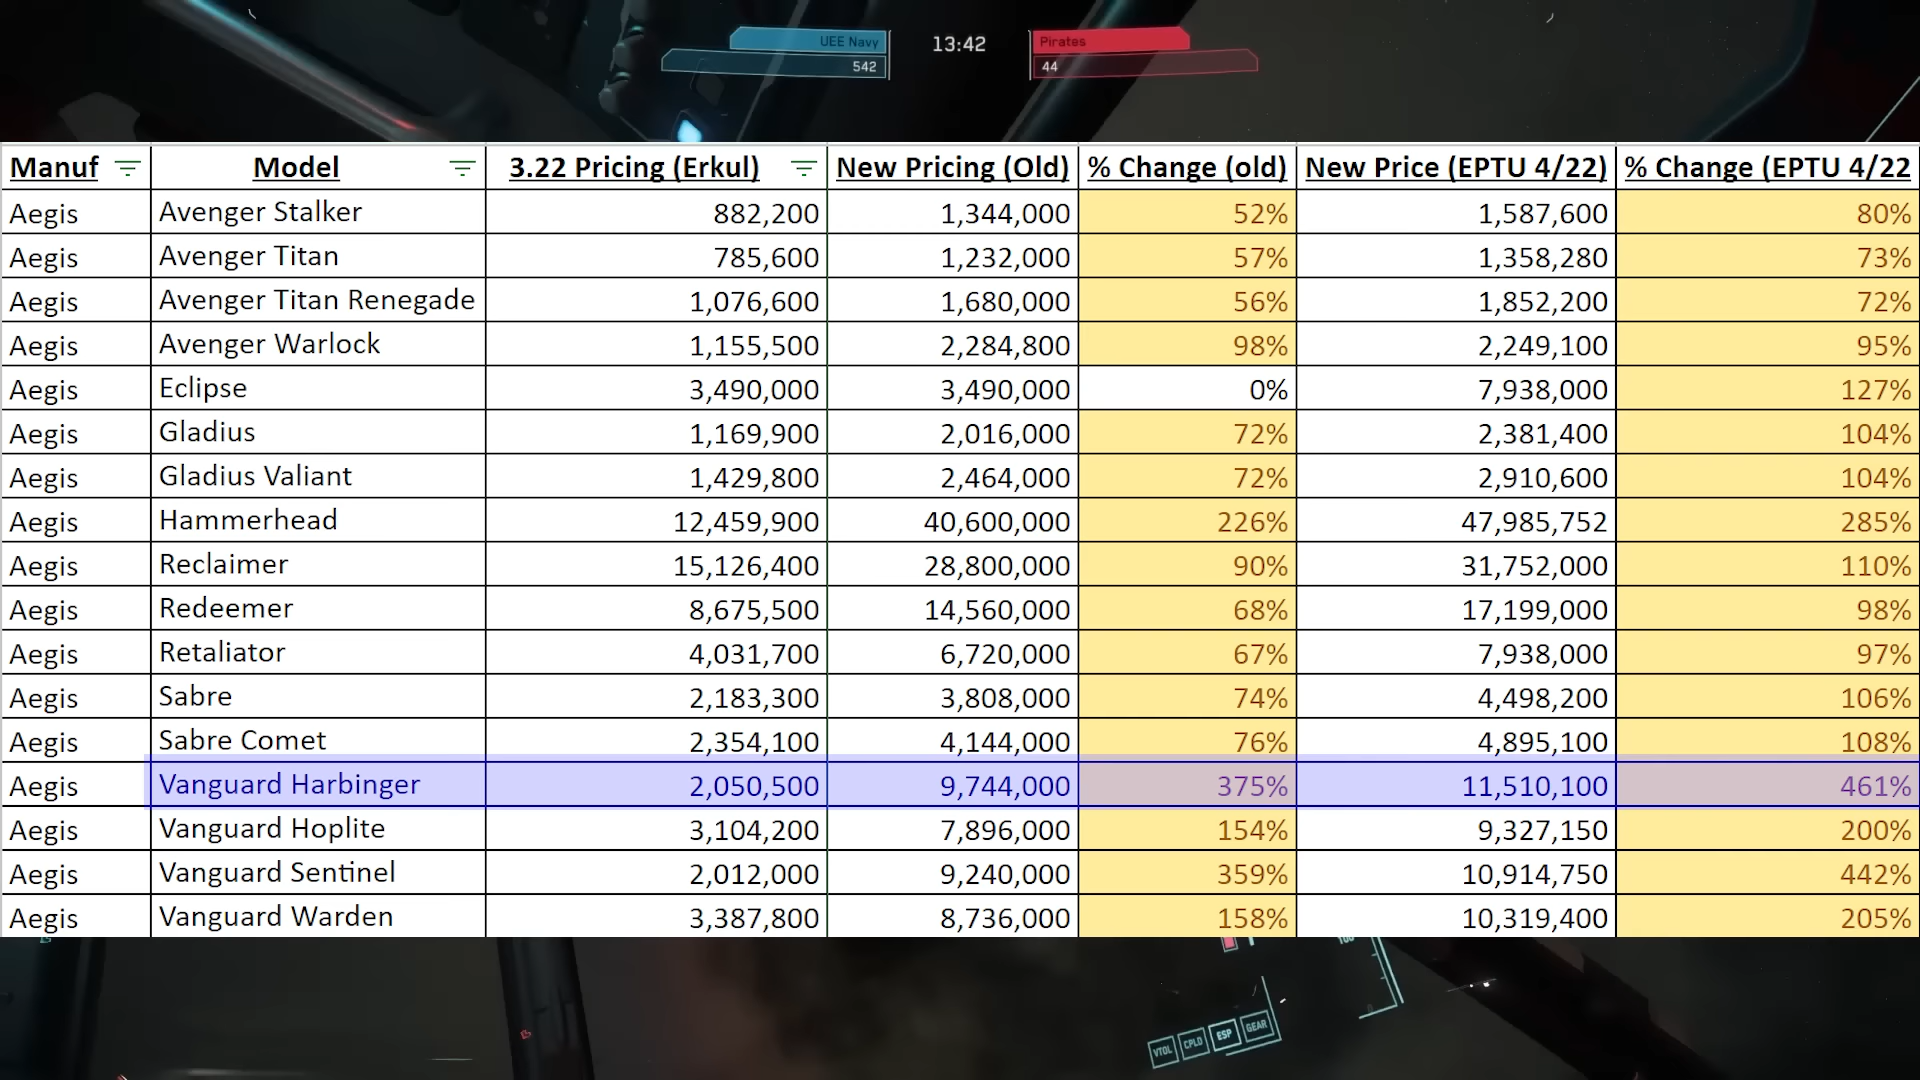 UEE Navy 13:42 Pirates
542 44
Manuf Model 3.22 Pricing (Erkul) New Pricing (Old) % Change (old) New Price (EPTU 4/22) % Change (EPTU 4/22
Aegis Avenger Stalker 882,200 1,344,000 52% 1,587,600 80%
Aegis Avenger Titan 785,600 1,232,000 57% 1,358,280 73%
Aegis Avenger Titan Renegade 1,076,600 1,680,000 56% 1,852,200 72%
Aegis Avenger Warlock 1,155,500 2,284,800 98% 2,249,100 95%
Aegis Eclipse 3,490,000 3,490,000 0% 7,938,000 127%
Aegis Gladius 1,169,900 2,016,000 72% 2,381,400 104%
Aegis Gladius Valiant 1,429,800 2,464,000 72% 2,910,600 104%
Aegis Hammerhead 12,459,900 40,600,000 226% 47,985,752 285%
Aegis Reclaimer 15,126,400 28,800,000 90% 31,752,000 110%
Aegis Redeemer 8,675,500 14,560,000 68% 17,199,000 98%
Aegis Retaliator 4,031,700 6,720,000 67% 7,938,000 97%
Aegis Sabre 2,183,300 3,808,000 74% 4,498,200 106%
Aegis Sabre Comet 2,354,100 4,144,000 76% 4,895,100 108%
Aegis Vanguard Harbinger 2,050,500 9,744,000 375% 11,510,100 461%
Aegis Vanguard Hoplite 3,104,200 7,896,000 154% 9,327,150 200%
Aegis Vanguard Sentinel 2,012,000 9,240,000 359% 10,914,750 442%
Aegis Vanguard Warden 3,387,800 8,736,000 158% 10,319,400 205%
VTOL CPLD ESP GEAR